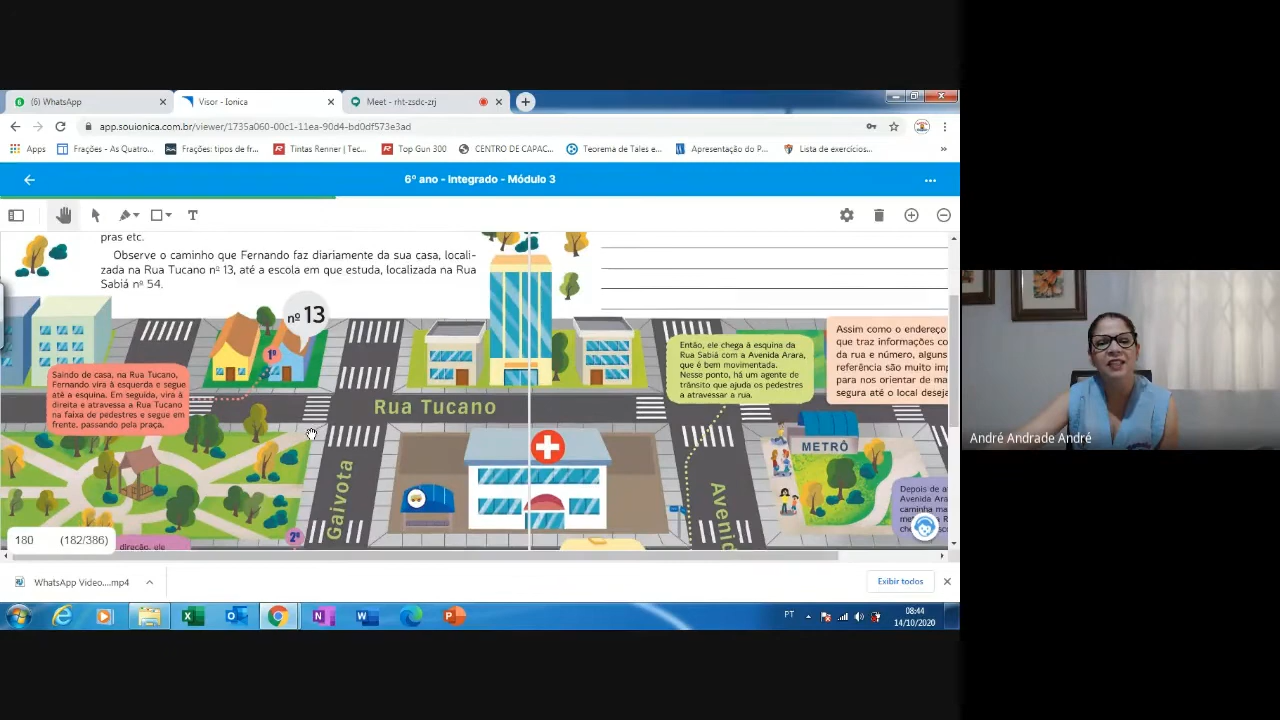 (6) WhatsApp
Visor - Ionica
Meet - rht-zsdc-zrj
app.souionica.com.br/viewer/1735a060-00c1-11ea-90d4-bd0df573e3ad
Apps
Frações - As Quatro...
Frações: tipos de fr...
Tintas Renner | Tec...
Top Gun 300
CENTRO DE CAPAC...
Teorema de Tales e...
Apresentação do P...
Lista de exercícios...
»
6º ano - Integrado - Módulo 3
T
pras etc.
Observe o caminho que Fernando faz diariamente da sua casa, locali-
zada na Rua Tucano nº 13, até a escola em que estuda, localizada na Rua
Sabiá nº 54.
nº 13
1º
Saindo de casa, na Rua Tucano,
Fernando vira à esquerda e segue
até a esquina. Em seguida, vira à
direita e atravessa a Rua Tucano
na faixa de pedestres e segue em
frente, passando pela praça.
Então, ele chega à esquina da
Rua Sabiá com a Avenida Arara,
que é bem movimentada.
Nesse ponto, há um agente de
trânsito que ajuda os pedestres
a atravessar a rua.
Assim como o endereço
que traz informações co
da rua e número, alguns
referência são muito imp
para nos orientar de ma
segura até o local deseja
Rua Tucano
METRÔ
Gaivota
Avenid
Depois de a
Avenida Ara
caminha ma
2º
direção, ele
180 (182/386)
WhatsApp Video....mp4
Exibir todos
PT
08:44
14/10/2020
André Andrade André